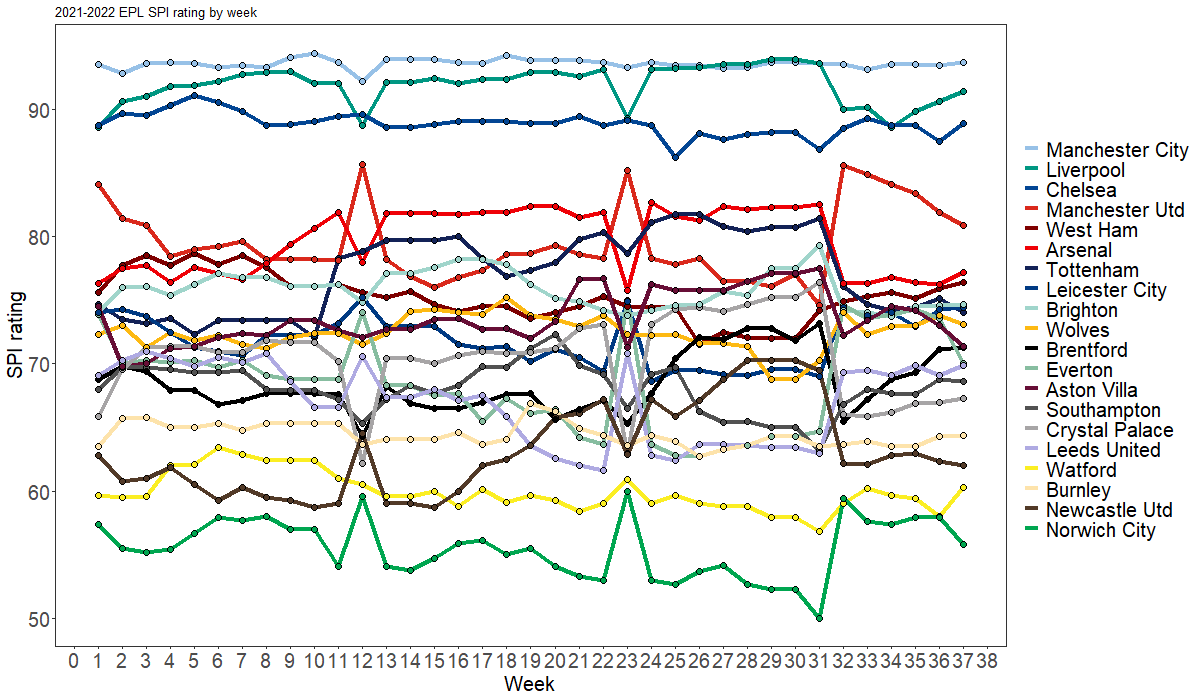 2021-2022 EPL SPI rating by week
SPI rating
90
80
70
60
50
0 1 2 3 4 5 6 7 8 9 10 11 12 13 14 15 16 17 18 19 20 21 22 23 24 25 26 27 28 29 30 31 32 33 34 35 36 37 38
Week
Manchester City
Liverpool
Chelsea
Manchester Utd
West Ham
Arsenal
Tottenham
Leicester City
Brighton
Wolves
Brentford
Everton
Aston Villa
Southampton
Crystal Palace
Leeds United
Watford
Burnley
Newcastle Utd
Norwich City